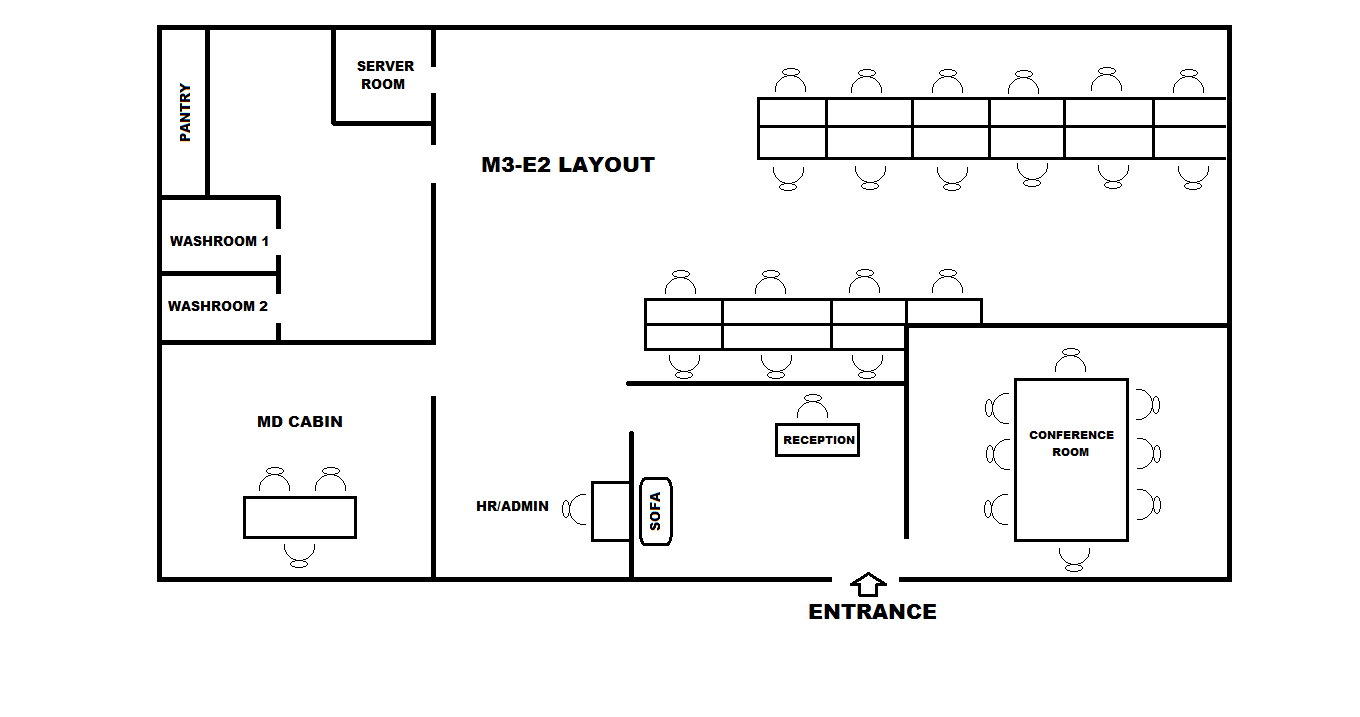 SERVER
ROOM
PANTRY
M3-E2 LAYOUT
WASHROOM 1
WASHROOM 2
MD CABIN
RECEPTION
CONFERENCE
ROOM
HR/ADMIN
SOFA
ENTRANCE